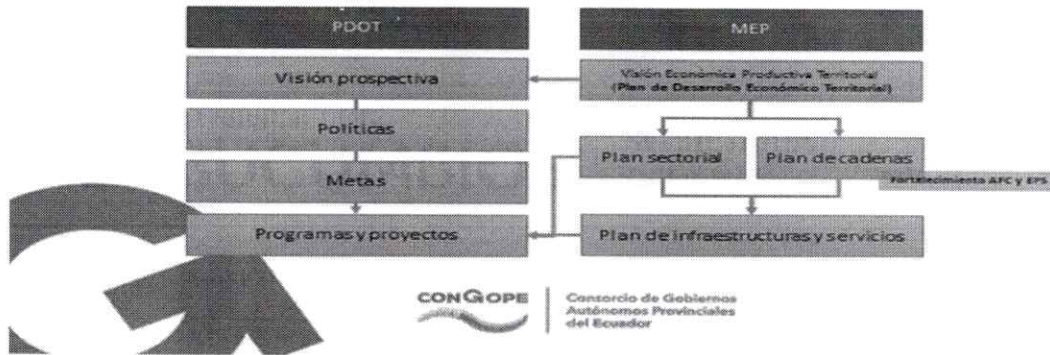 PDOT
MEP
Visión prospectiva
Visión Económica Productiva Territorial
(Plan de Desarrollo Económico Territorial)
Políticas
Plan sectorial
Plan de cadenas
Metas
Fortalecimiento AFC y EPS
Programas y proyectos
Plan de infraestructuras y servicios
CONGOPE
Consorcio de Gobiernos
Autónomos Provinciales
del Ecuador